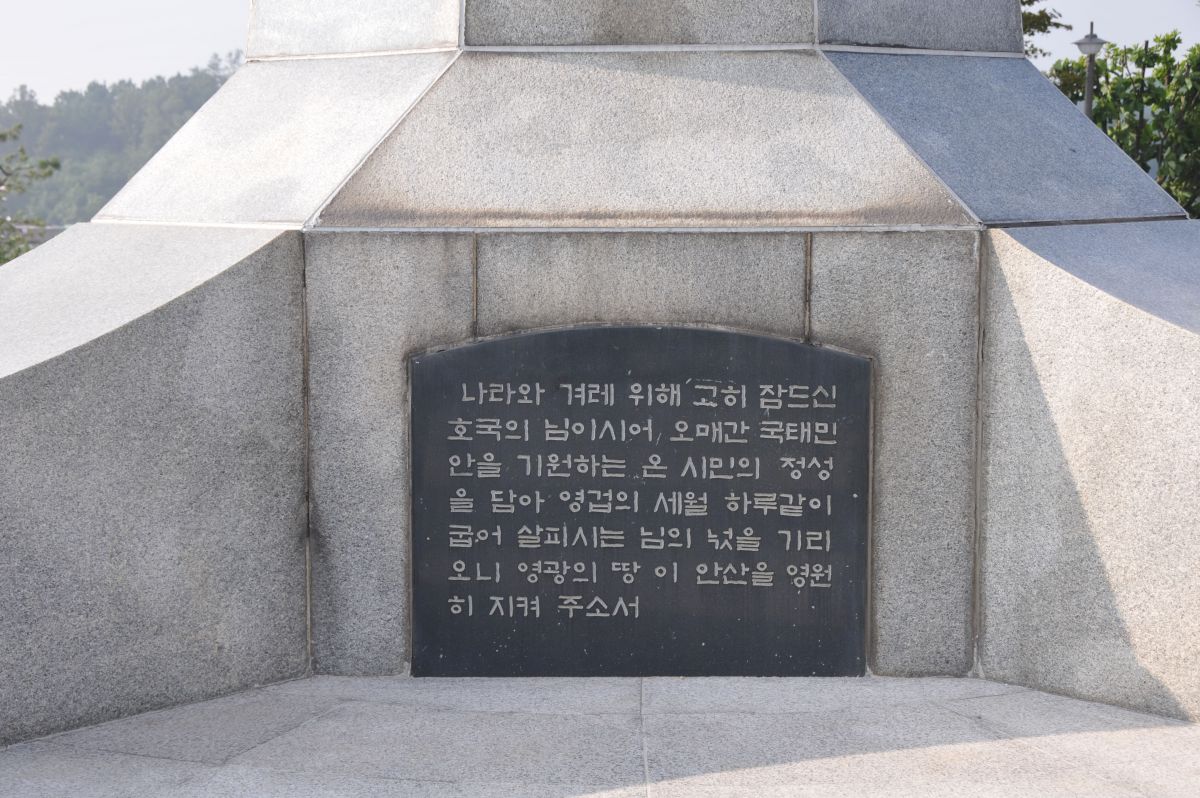 나라와 겨레 위해 고히 잠드신
호국의 님이시어, 오매간 국태민
안을 기원하는 온 시민의 정성
을 담아 영겁의 세월 하루같이
굽어 살피시는 님의 넋을 기리
오니 영광의 땅 이 안산을 영원
히 지켜 주소서